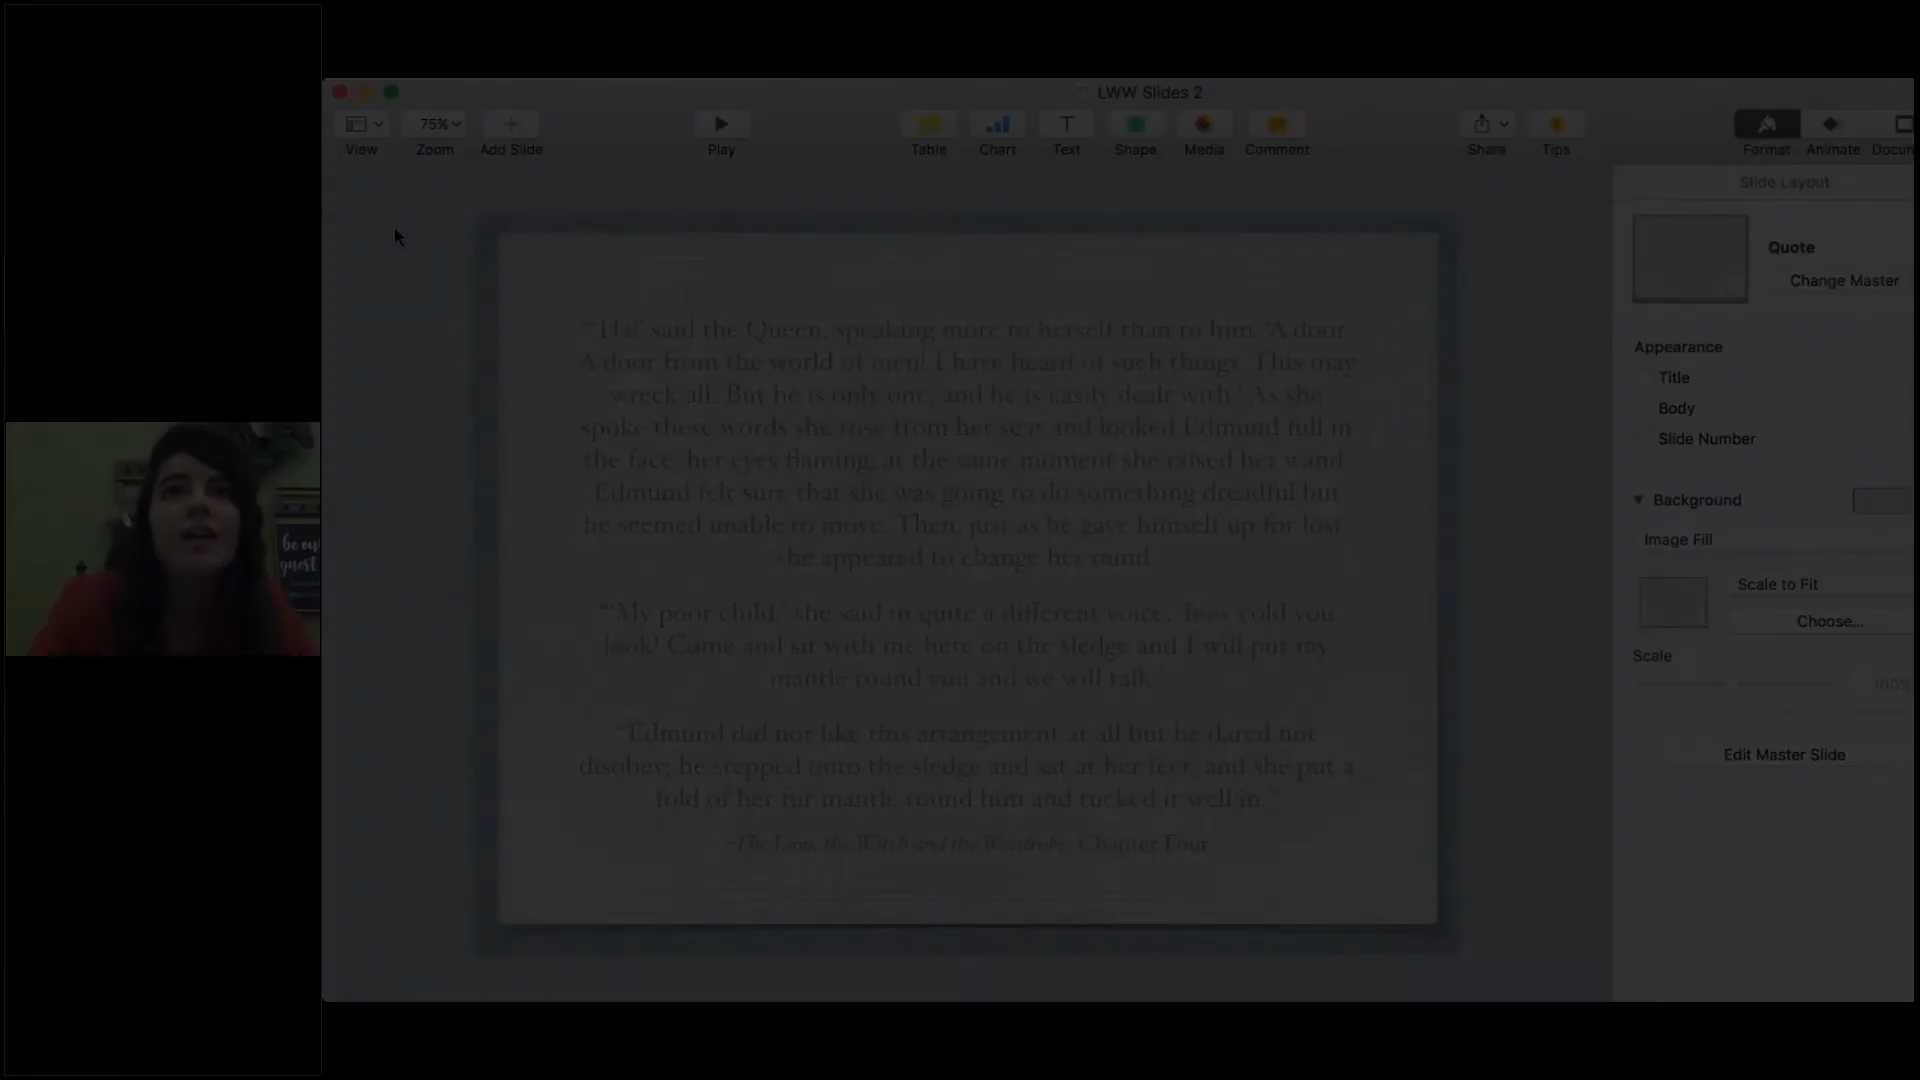 LWW Slides 2
75%
View
Zoom
Add Slide
Play
Table
Chart
Text
Shape
Media
Comment
Share
Tips
Format
Animate
Docun
Slide Layout
Quote
Change Master
Appearance
Title
Body
Slide Number
Background
Image Fill
Scale to Fit
Choose...
Scale
100%
Edit Master Slide
"'Ha!' said the Queen, speaking more to herself than to him. 'A door
A door from the world of men! I have heard of such things. This may
wreck all. But he is only one, and he is easily dealt with.' As she
spoke these words she rose from her seat and looked Edmund full in
the face, her eyes flaming; at the same moment she raised her wand
Edmund felt sure that she was going to do something dreadful but
he seemed unable to move. Then, just as he gave himself up for lost
she appeared to change her mind
"'My poor child,' she said in quite a different voice, 'how cold you
look! Come and sit with me here on the sledge and I will put my
mantle round you and we will talk.'
"Edmund did not like this arrangement at all but he dared not
disobey; he stepped onto the sledge and sat at her feet, and she put a
fold of her fur mantle round him and tucked it well in."
The Lion, the Witch and the Wardrobe, Chapter Four
be our
guest